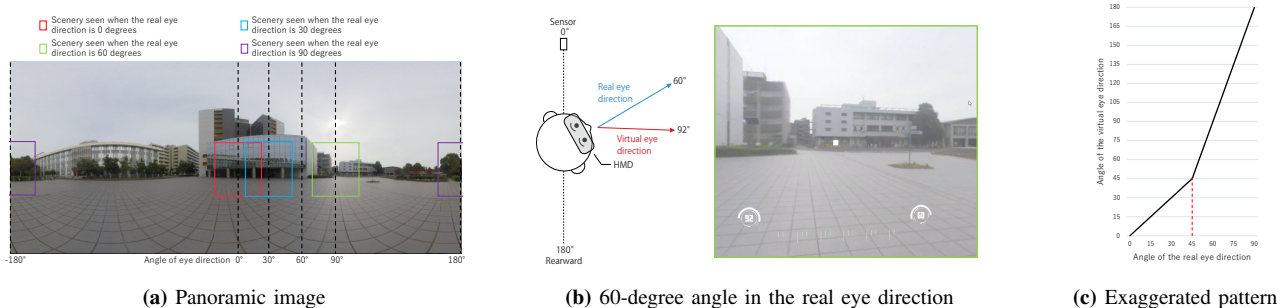 Scenery seen when the real eye
direction is 0 degrees
Scenery seen when the real eye
direction is 30 degrees
Scenery seen when the real eye
direction is 60 degrees
Scenery seen when the real eye
direction is 90 degrees
-180°
Angle of eye direction
0°
30°
60°
90°
180°
(a) Panoramic image
Sensor
0°
Real eye
direction
60°
92°
Virtual eye
direction
HMD
180°
Rearward
92
60
(b) 60-degree angle in the real eye direction
Angle of the virtual eye direction
180
165
150
135
120
105
90
75
60
45
30
15
0
0
15
30
45
60
75
90
Angle of the real eye direction
(c) Exaggerated pattern